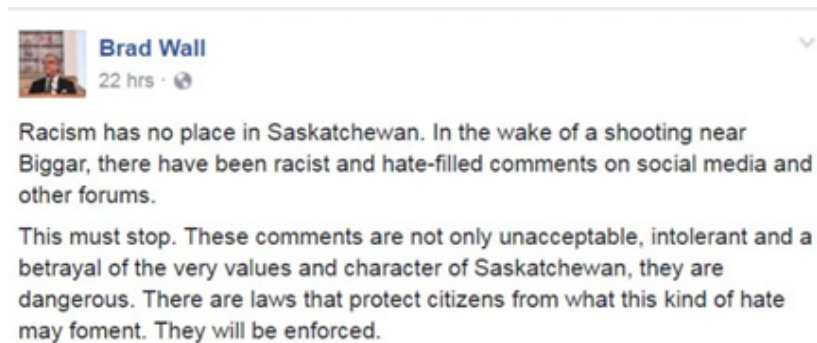 Brad Wall
22 hrs ·
Racism has no place in Saskatchewan. In the wake of a shooting near
Biggar, there have been racist and hate-filled comments on social media and
other forums.
This must stop. These comments are not only unacceptable, intolerant and a
betrayal of the very values and character of Saskatchewan, they are
dangerous. There are laws that protect citizens from what this kind of hate
may foment. They will be enforced.